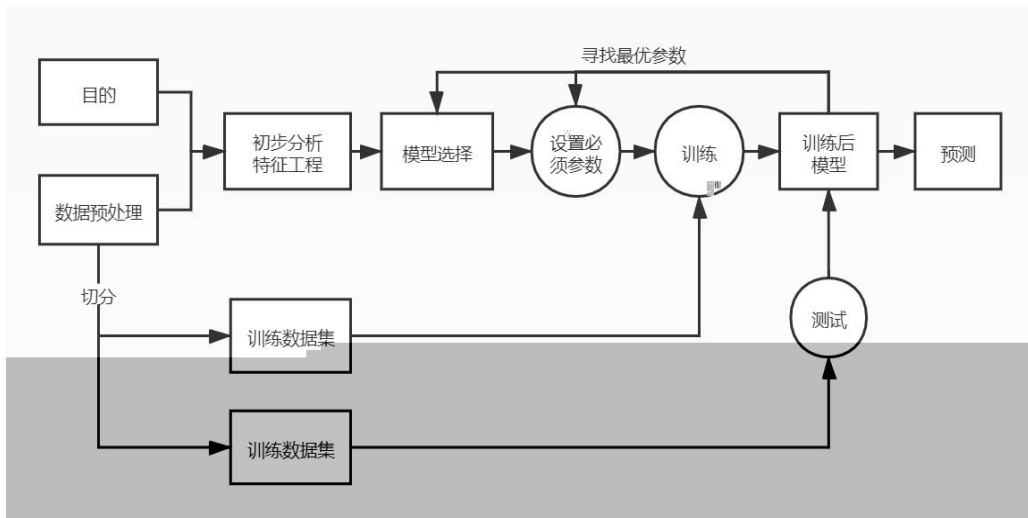 寻找最优参数
目的
初步分析
特征工程
模型选择
设置必
须参数
训练
训练后
模型
预测
数据预处理
切分
训练数据集
测试
训练数据集